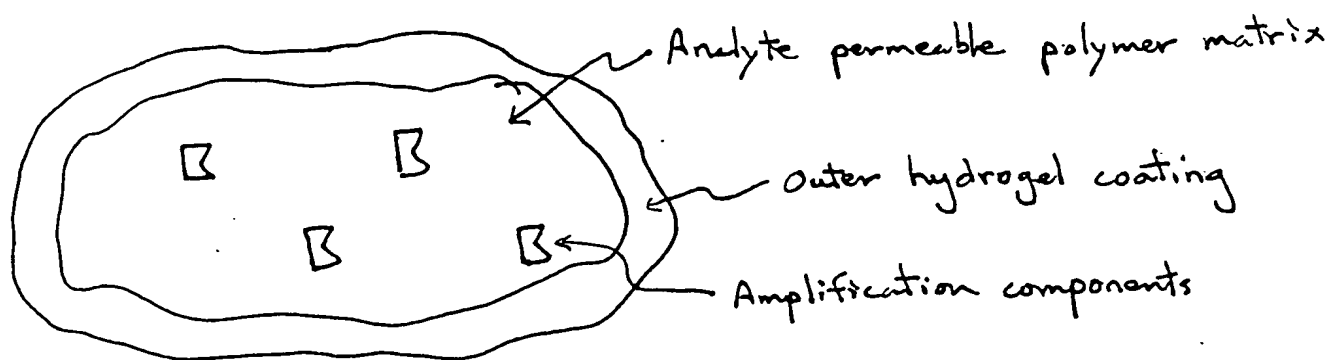 Analyte permeable polymer matrix
Outer hydrogel coating
Amplification components